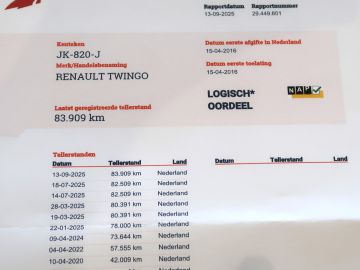 Rapportdatum Rapportnummer
13-09-2025 29.449.601
Kenteken
JK-820-J
Datum eerste afgifte in Nederland
15-04-2016
Merk/Handelsbenaming
RENAULT TWINGO
Datum eerste toelating
15-04-2016
Laatst geregistreerde tellerstand
83.909 km
LOGISCH*
OORDEEL
NAP
Tellerstanden
Datum Tellerstand Land Datum Tellerstand Land
13-09-2025 83.909 km Nederland
18-07-2025 82.509 km Nederland
14-07-2025 82.509 km Nederland
28-03-2025 80.391 km Nederland
19-03-2025 80.391 km Nederland
22-01-2025 78.000 km Nederland
09-04-2024 73.644 km Nederland
04-04-2022 57.555 km Nederland
10-04-2020 42.009 km Nederland